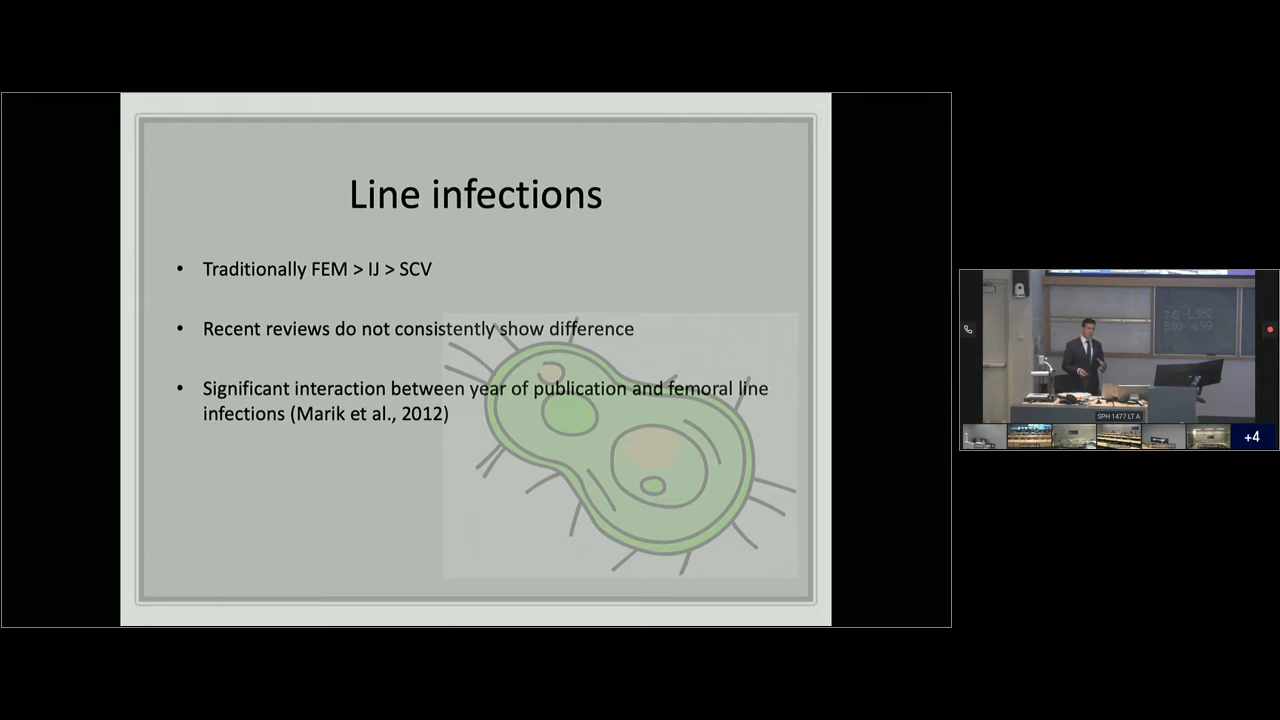 Line infections
• Traditionally FEM > IJ > SCV
• Recent reviews do not consistently show difference
• Significant interaction between year of publication and femoral line
infections (Marik et al., 2012)
SPH 1477 LT A
+4